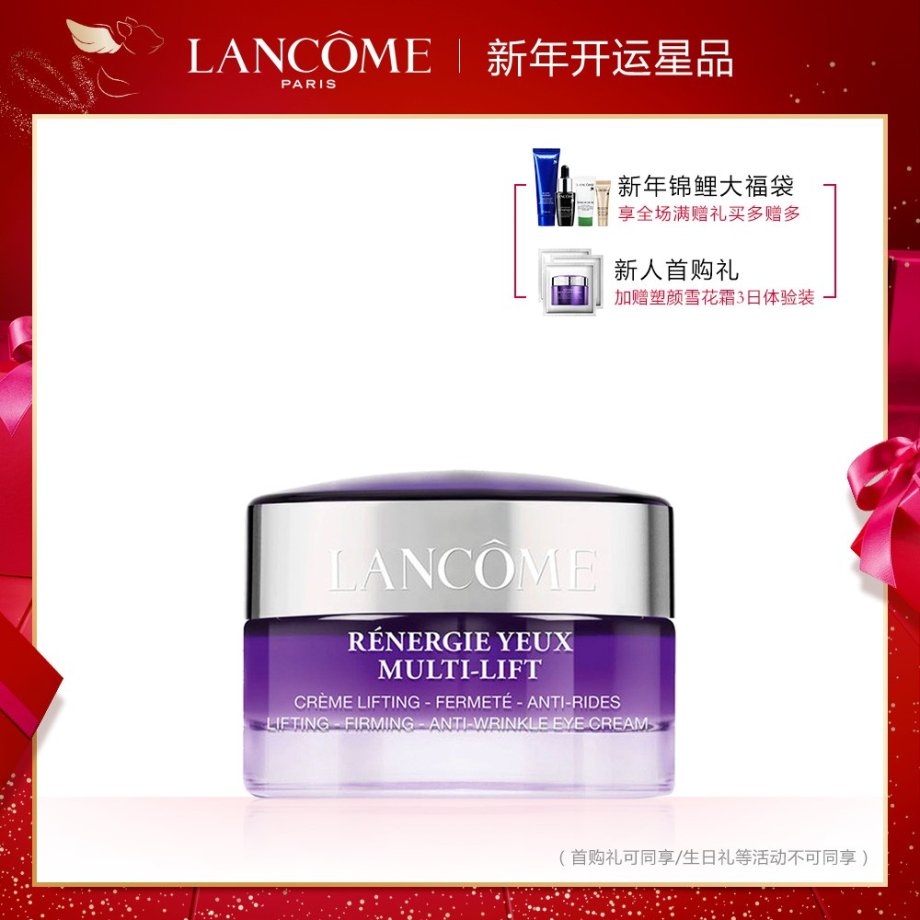 LANCÔME
PARIS
新年开运星品
新年锦鲤大福袋
享全场满赠礼买多赠多
新人首购礼
加赠塑颜雪花霜3日体验装
LANCÔME
RÉNERGIE YEUX
MULTI-LIFT
CRÈME LIFTING - FERMETÉ - ANTI-RIDES
LIFTING - FIRMING - ANTI-WRINKLE EYE CREAM
(首购礼可同享/生日礼等活动不可同享)